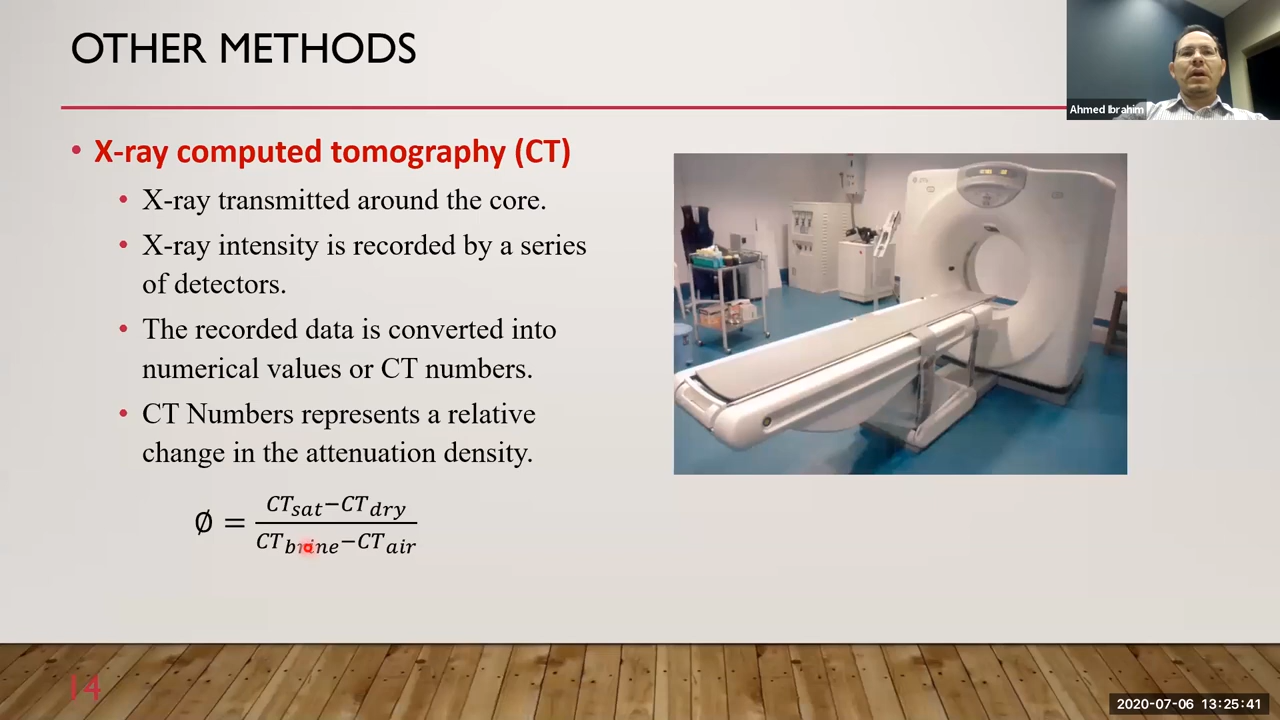 OTHER METHODS
Ahmed Ibrahim
• X-ray computed tomography (CT)
• X-ray transmitted around the core.
• X-ray intensity is recorded by a series
of detectors.
• The recorded data is converted into
numerical values or CT numbers.
• CT Numbers represents a relative
change in the attenuation density.
∅ = (CT_sat − CT_dry) / (CT_brine − CT_air)
14
2020-07-06 13:25:41